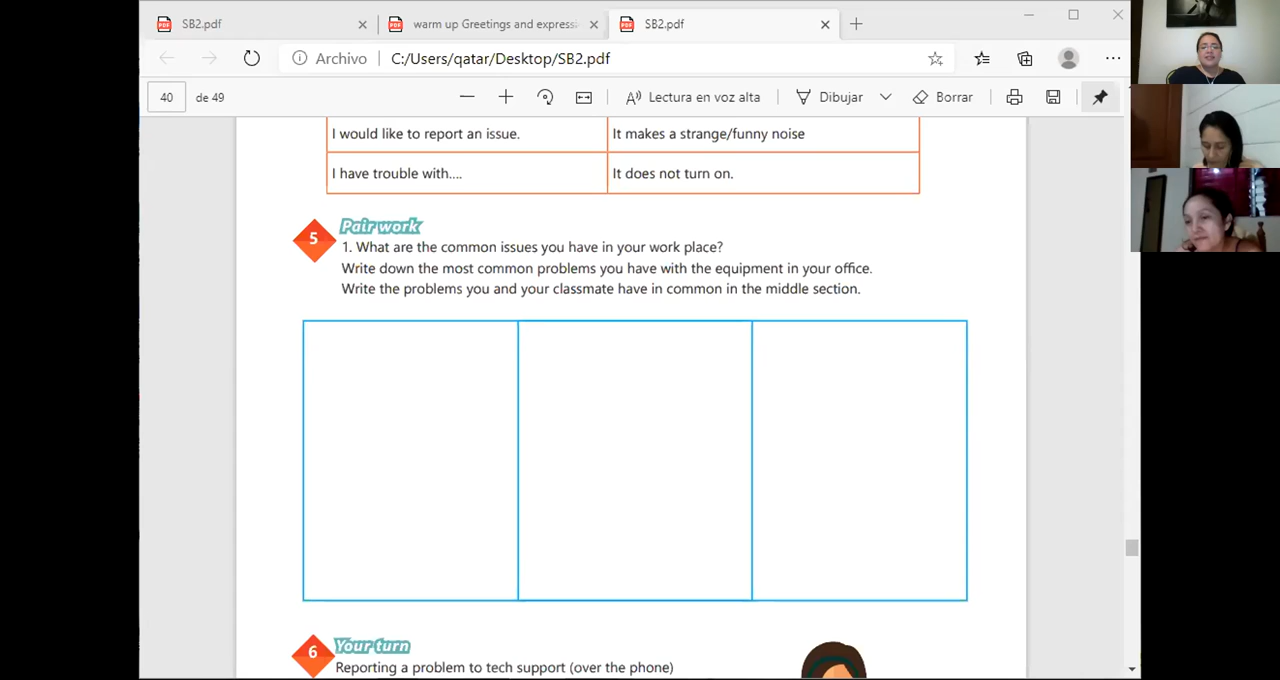 SB2.pdf
warm up Greetings and expressi
SB2.pdf
Archivo
C:/Users/qatar/Desktop/SB2.pdf
40
de 49
Lectura en voz alta
Dibujar
Borrar
I would like to report an issue.
It makes a strange/funny noise
I have trouble with....
It does not turn on.
5
Pair work
1. What are the common issues you have in your work place?
Write down the most common problems you have with the equipment in your office.
Write the problems you and your classmate have in common in the middle section.
6
Your turn
Reporting a problem to tech support (over the phone)